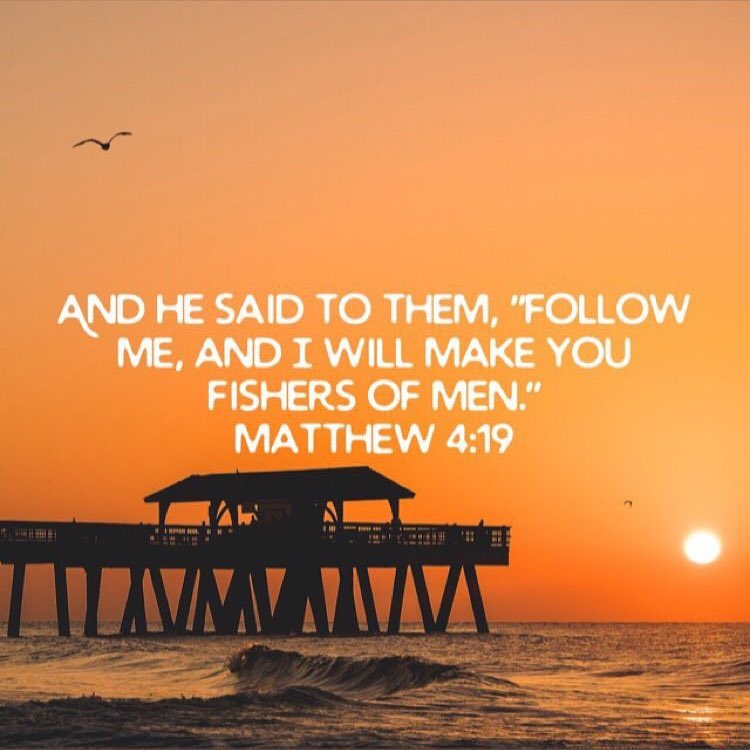 AND HE SAID TO THEM, "FOLLOW
ME, AND I WILL MAKE YOU
FISHERS OF MEN."
MATTHEW 4:19